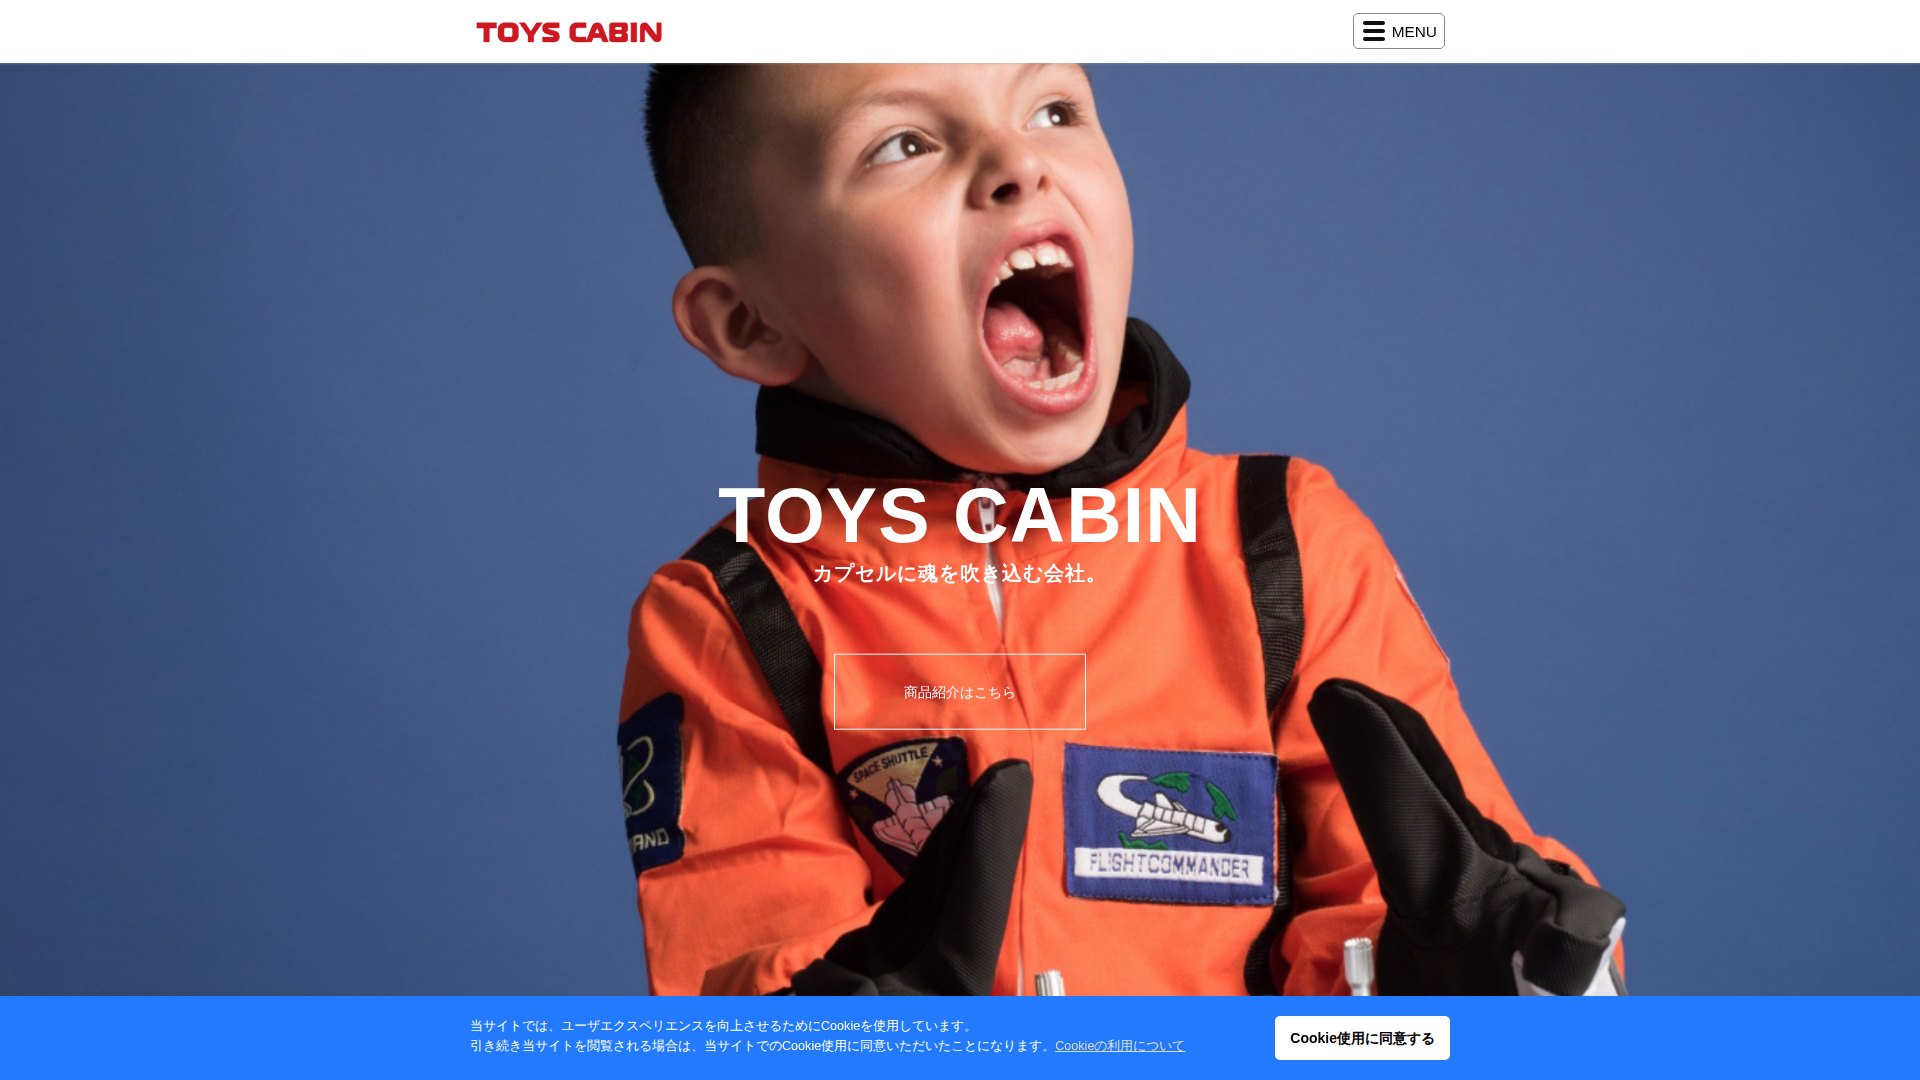 TOYS CABIN
MENU
TOYS CABIN
カプセルに魂を吹き込む会社。
商品紹介はこちら
SPACE SHUTTLE
FLIGHT COMMANDER
当サイトでは、ユーザエクスペリエンスを向上させるためにCookieを使用しています。
引き続き当サイトを閲覧される場合は、当サイトでのCookie使用に同意いただいたことになります。Cookieの利用について
Cookie使用に同意する